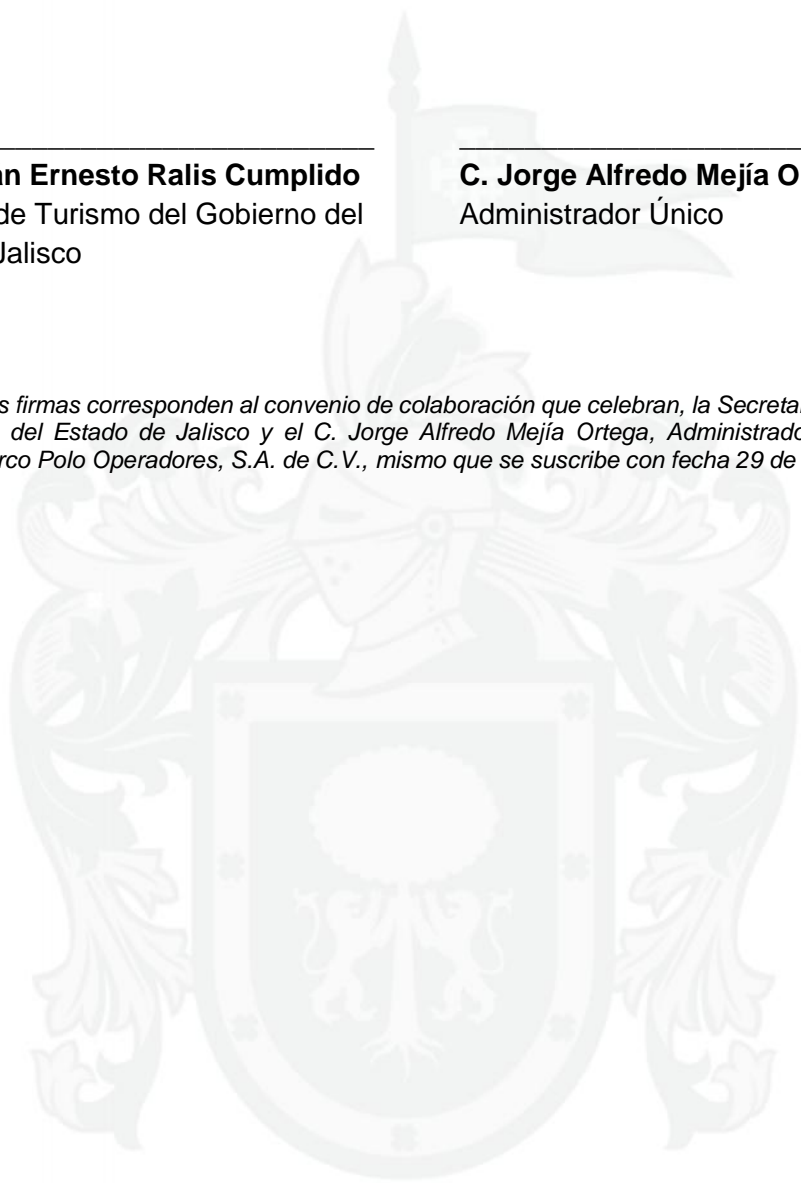 an Ernesto Ralis Cumplido
de Turismo del Gobierno del
Jalisco
C. Jorge Alfredo Mejía O
Administrador Único
s firmas corresponden al convenio de colaboración que celebran, la Secretar
del Estado de Jalisco y el C. Jorge Alfredo Mejía Ortega, Administrado
rco Polo Operadores, S.A. de C.V., mismo que se suscribe con fecha 29 de